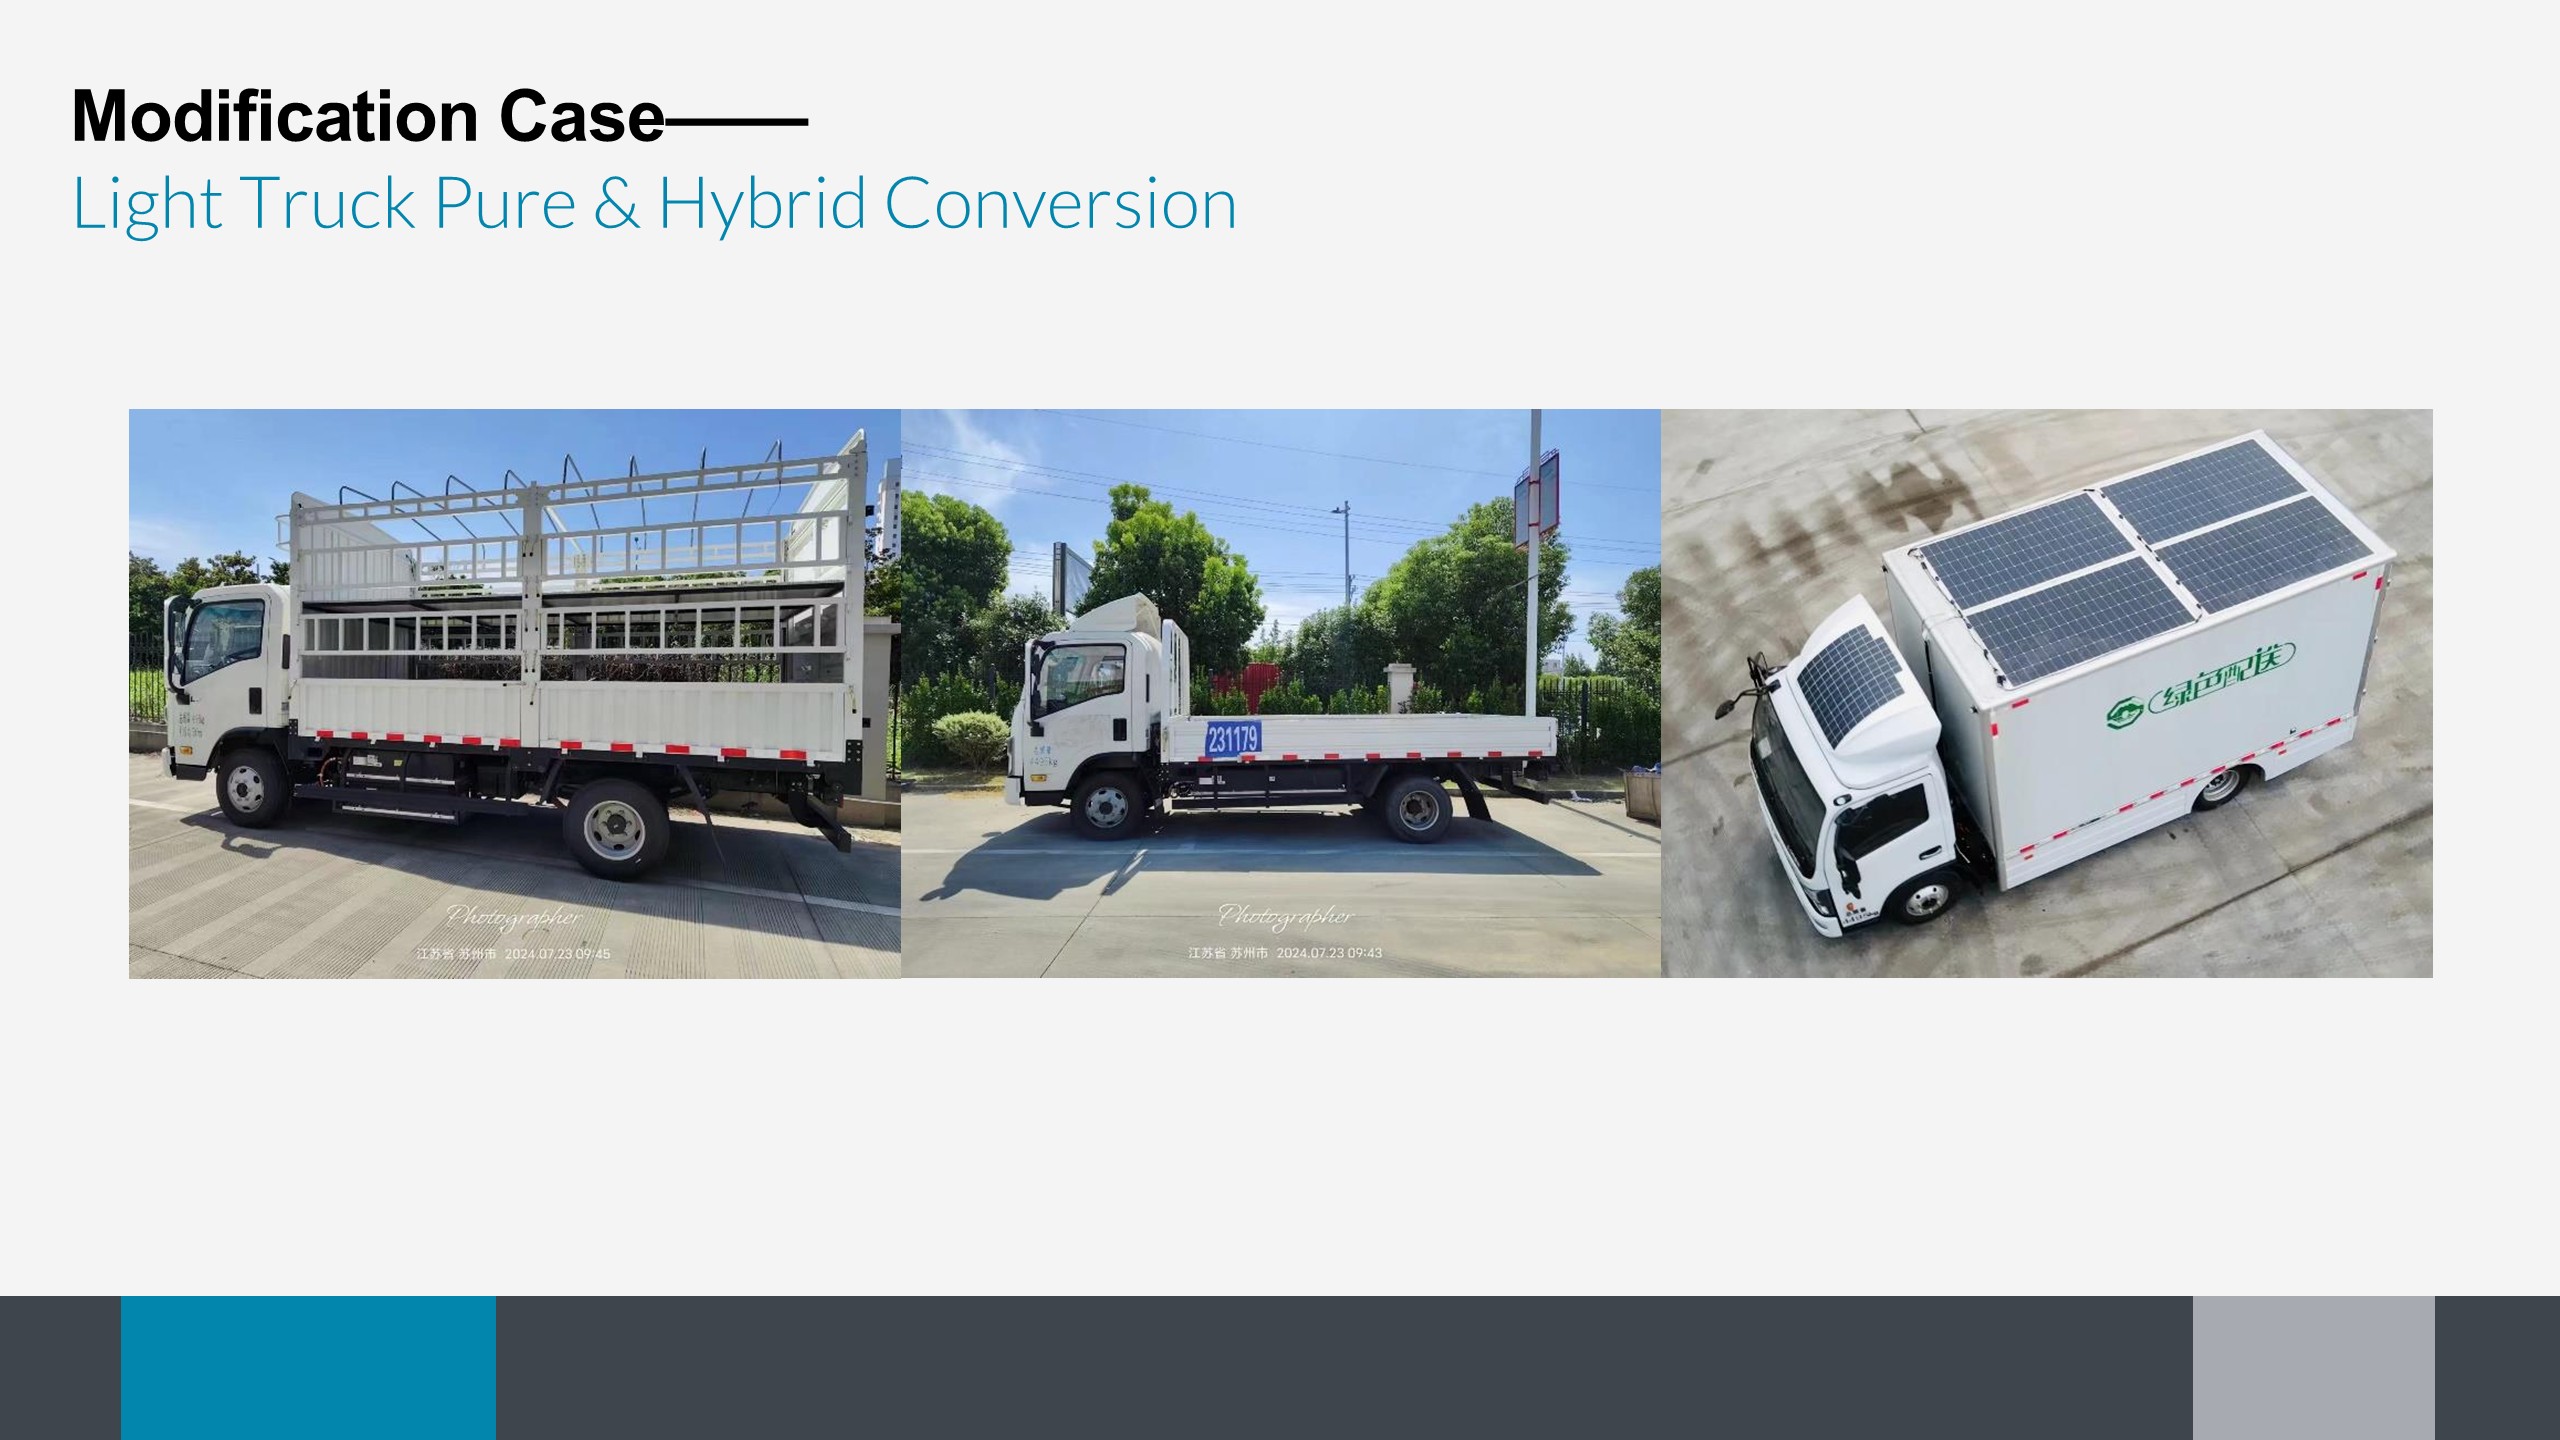 Modification Case——
Light Truck Pure & Hybrid Conversion
231179
绿色配送
Photographer
江苏省 苏州市 2024.07.23 09:45
Photographer
江苏省 苏州市 2024.07.23 09:43